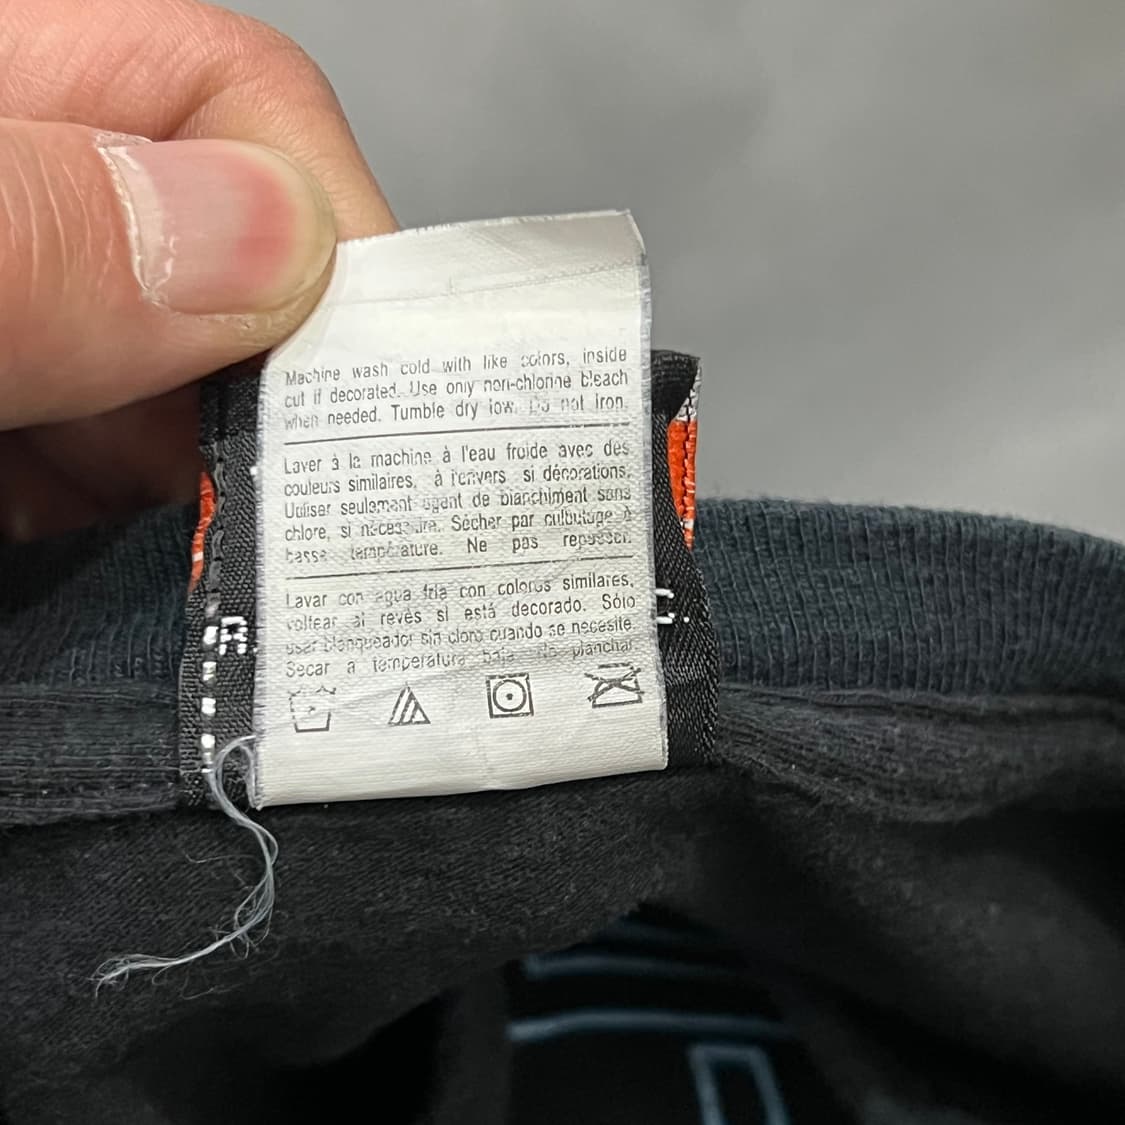 Machine wash cold with like colors, inside
out if decorated. Use only non-chlorine bleach
when needed. Tumble dry low. Do not iron.
Laver à la machine à l'eau froide avec des
couleurs similaires, à l'envers si décorations.
Utiliser seulement agent de blanchiment sans
chlore, si nécessaire. Sécher par culbutage à
basse température. Ne pas repasser.
Lavar con agua fria con colorus similares,
voltear al revés si está decorado. Sólo
usar blanqueador sin cloro cuando se necesite.
Secar a temperatura baja. No planchar.
R
C.